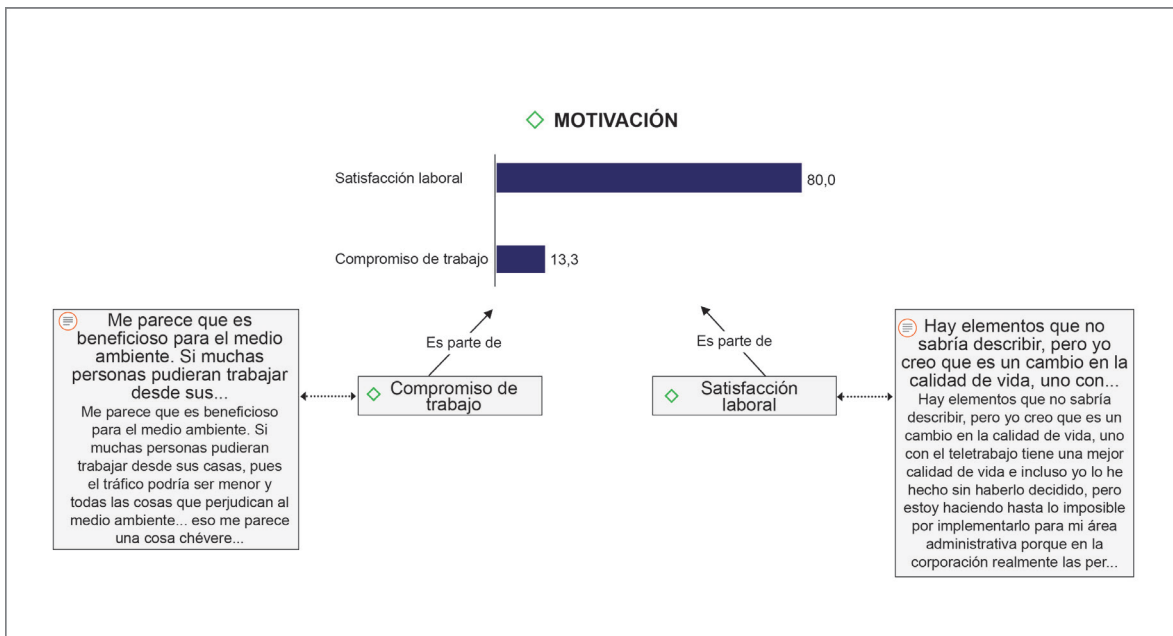 MOTIVACIÓN
Satisfacción laboral
80,0
Compromiso de trabajo
13,3
Me parece que es
beneficioso para el medio
ambiente. Si muchas
personas pudieran trabajar
desde sus...
Me parece que es beneficioso
para el medio ambiente. Si
muchas personas pudieran
trabajar desde sus casas, pues
el tráfico podría ser menor y
todas las cosas que perjudican al
medio ambiente... eso me parece
una cosa chévere...
Es parte de
Compromiso de
trabajo
Es parte de
Satisfacción
laboral
Hay elementos que no
sabría describir, pero yo
creo que es un cambio en la
calidad de vida, uno con...
Hay elementos que no sabría
describir, pero yo creo que es un
cambio en la calidad de vida, uno
con el teletrabajo tiene una mejor
calidad de vida e incluso yo lo he
hecho sin haberlo decidido, pero
estoy haciendo hasta lo imposible
por implementarlo para mi área
administrativa porque en la
corporación realmente las per...